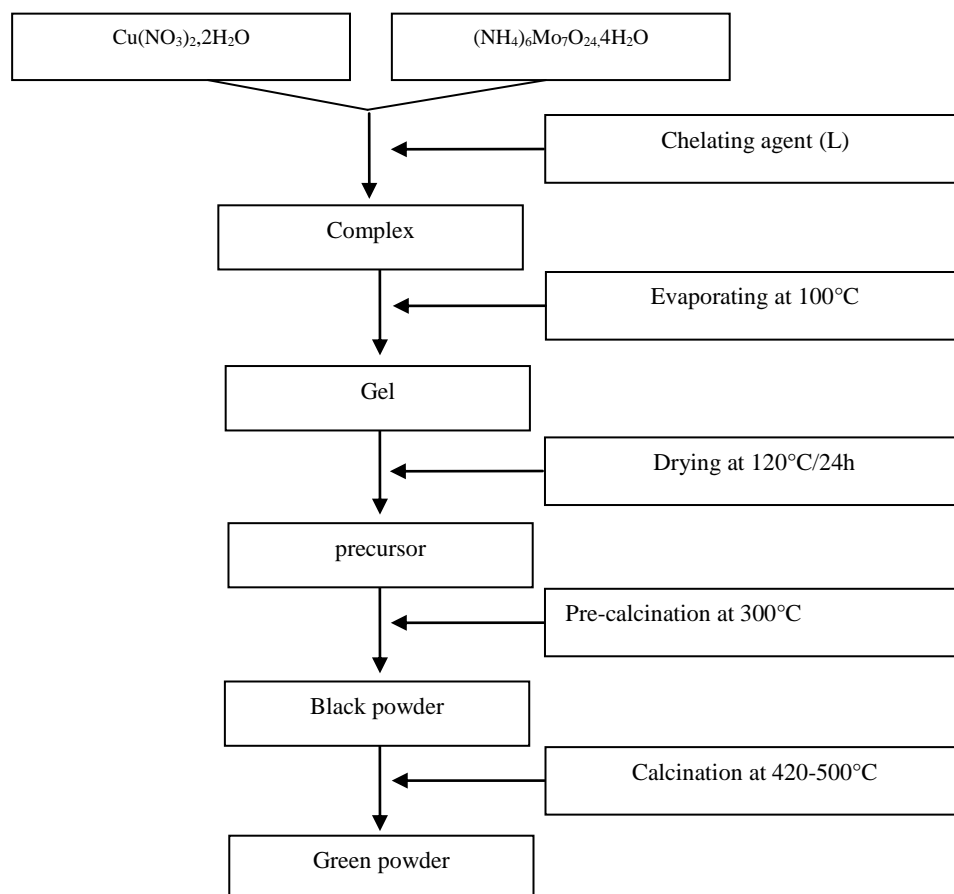 Cu(NO₃)₂,2H₂O
(NH₄)₆Mo₇O₂₄,4H₂O
Chelating agent (L)
Complex
Evaporating at 100°C
Gel
Drying at 120°C/24h
precursor
Pre-calcination at 300°C
Black powder
Calcination at 420-500°C
Green powder